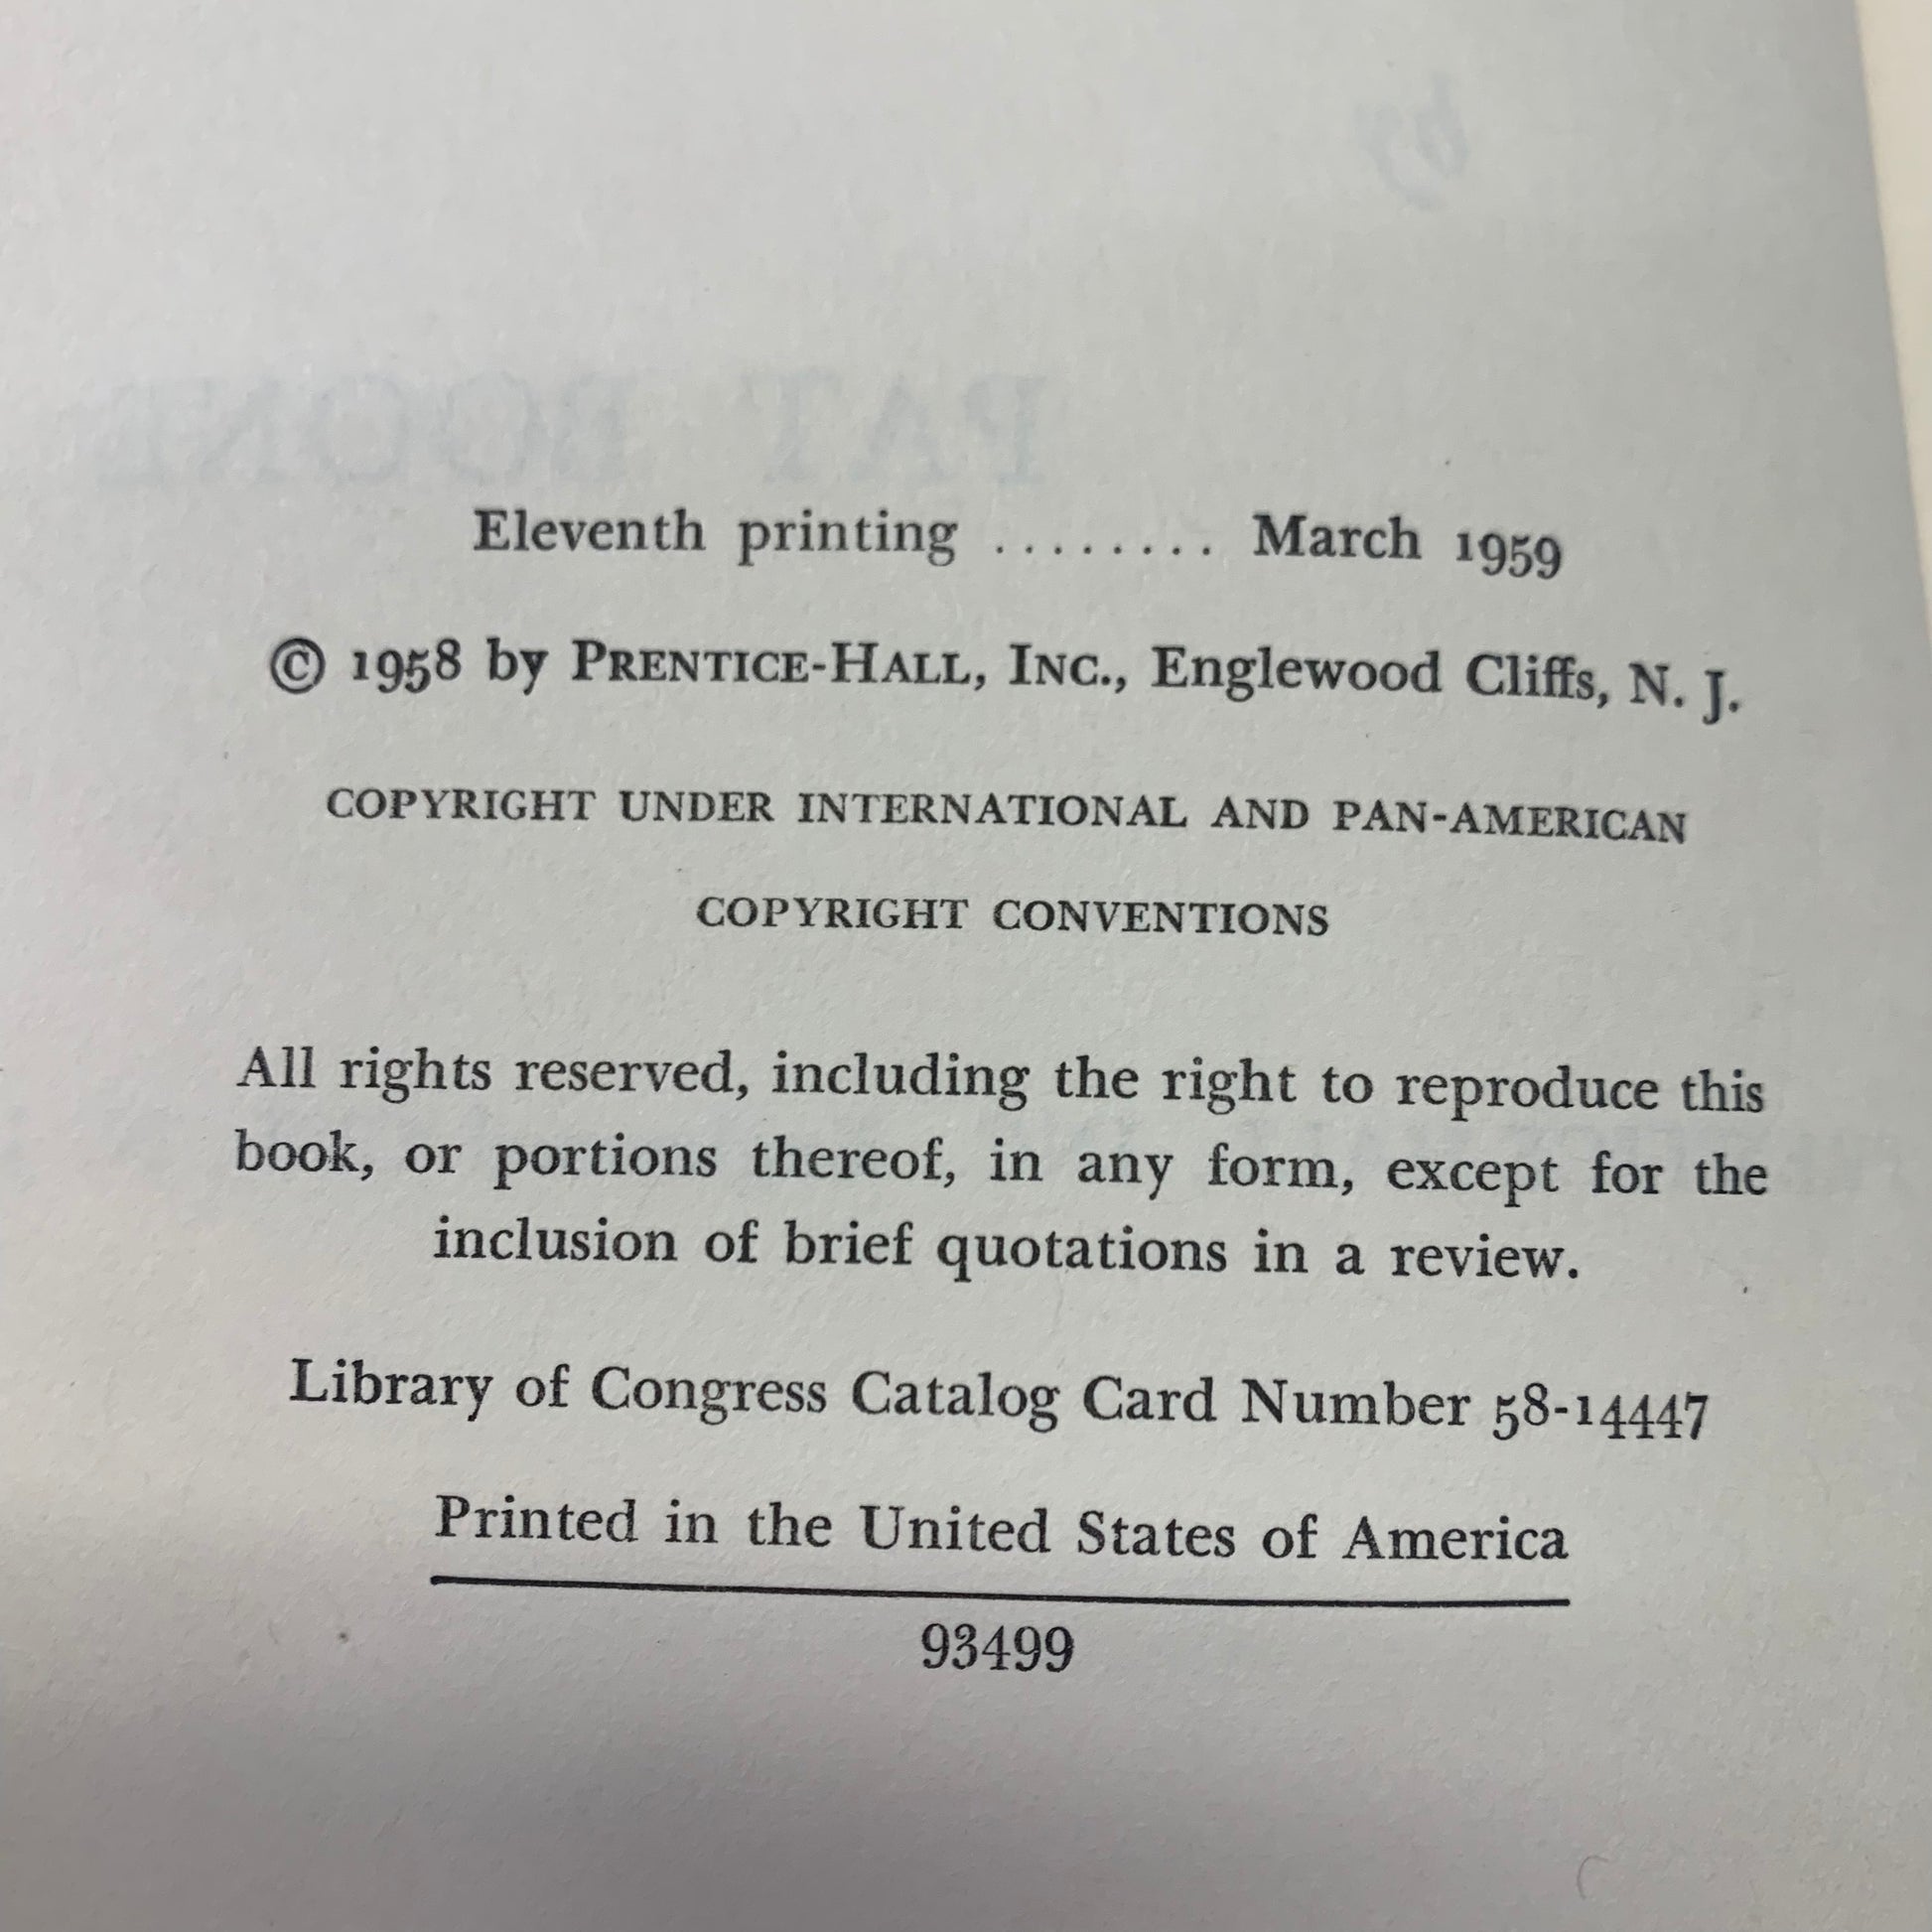 by
PAT BOONE
Eleventh printing ........ March 1959
© 1958 by PRENTICE-HALL, INC., Englewood Cliffs, N. J.
COPYRIGHT UNDER INTERNATIONAL AND PAN-AMERICAN
COPYRIGHT CONVENTIONS
All rights reserved, including the right to reproduce this
book, or portions thereof, in any form, except for the
inclusion of brief quotations in a review.
Library of Congress Catalog Card Number 58-14447
Printed in the United States of America
93499